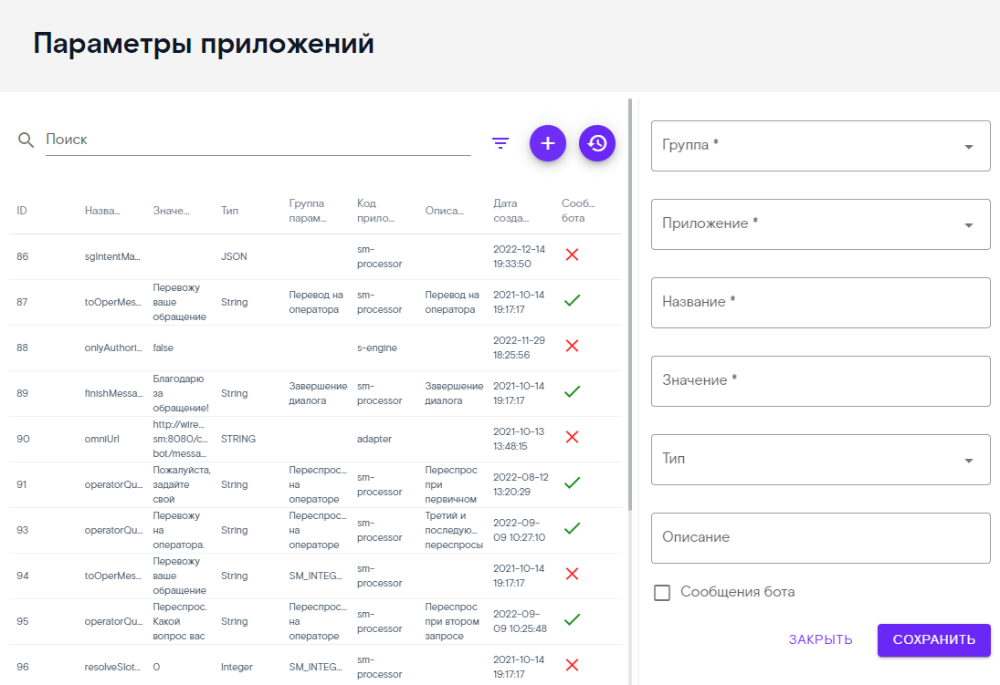 Параметры приложений
Поиск
ID Назва... Значе... Тип Группа парам... Код прило... Описа... Дата созда... Сооб... бота
86 sgIntentMa... JSON sm-processor 2022-12-14 19:33:50
87 toOperMes... Перевожу ваше обращение String Перевод на оператора sm-processor Перевод на оператора 2021-10-14 19:17:17
88 onlyAuthori... false s-engine 2022-11-29 18:25:56
89 finishMessa... Благодарю за обращение! String Завершение диалога sm-processor Завершение диалога 2021-10-14 19:17:17
90 omniUrl http://wire... sm:8080/c... bot/messa... STRING adapter 2021-10-13 13:48:15
91 operatorQu... Пожалуйста, задайте свой String Переспрос... на операторе sm-processor Переспрос при первичном 2022-08-12 13:20:29
93 operatorQu... Перевожу на оператора. String Переспрос... на операторе sm-processor Третий и последую... переспросы 2022-09-09 10:27:10
94 toOperMes... Перевожу ваше обращение String SM_INTEG... sm-processor 2021-10-14 19:17:17
95 operatorQu... Переспрос. Какой вопрос вас String Переспрос... на операторе sm-processor Переспрос при втором запросе 2022-09-09 10:25:48
96 resolveSlot... 0 Integer SM_INTEG... sm-processor 2021-10-14 19:17:17
Группа *
Приложение *
Название *
Значение *
Тип
Описание
Сообщения бота
ЗАКРЫТЬ СОХРАНИТЬ